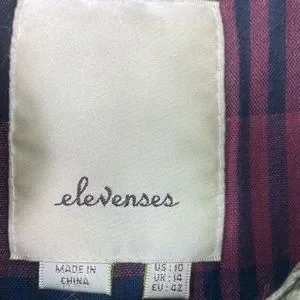 elevenses
MADE IN
CHINA
US: 10
UK: 14
EU: 42